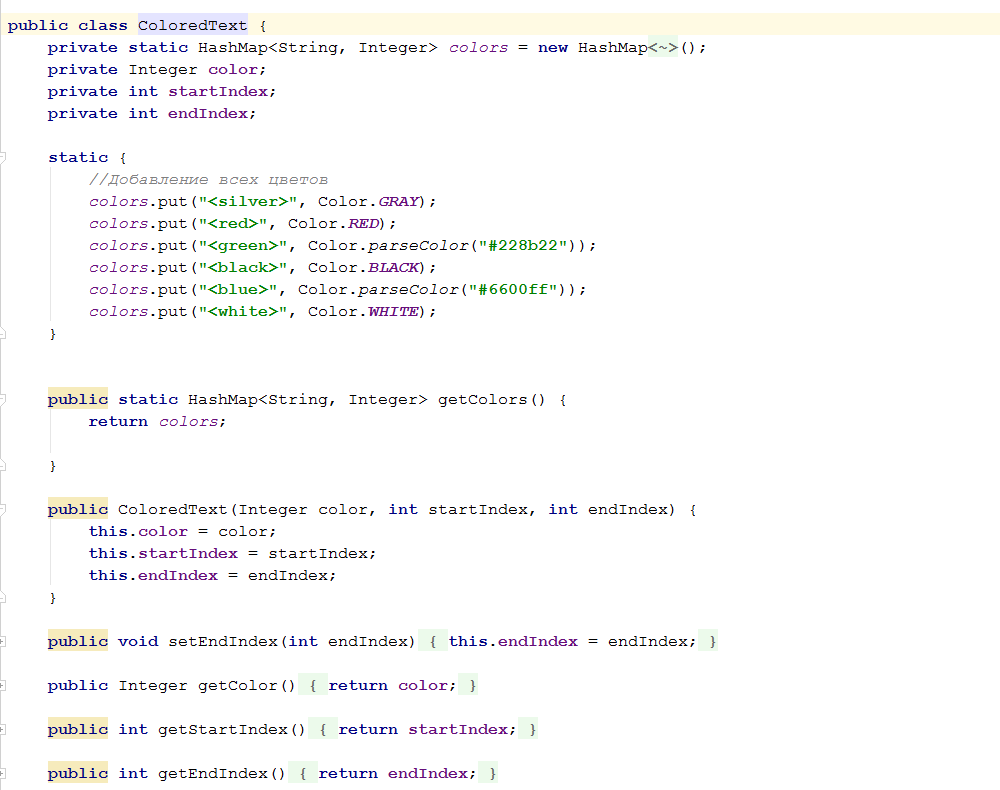 public class ColoredText {
    private static HashMap<String, Integer> colors = new HashMap<~>();
    private Integer color;
    private int startIndex;
    private int endIndex;

    static {
        //Добавление всех цветов
        colors.put("<silver>", Color.GRAY);
        colors.put("<red>", Color.RED);
        colors.put("<green>", Color.parseColor("#228b22"));
        colors.put("<black>", Color.BLACK);
        colors.put("<blue>", Color.parseColor("#6600ff"));
        colors.put("<white>", Color.WHITE);
    }

    public static HashMap<String, Integer> getColors() {
        return colors;

    }

    public ColoredText(Integer color, int startIndex, int endIndex) {
        this.color = color;
        this.startIndex = startIndex;
        this.endIndex = endIndex;
    }

    public void setEndIndex(int endIndex) { this.endIndex = endIndex; }

    public Integer getColor() { return color; }

    public int getStartIndex() { return startIndex; }

    public int getEndIndex() { return endIndex; }